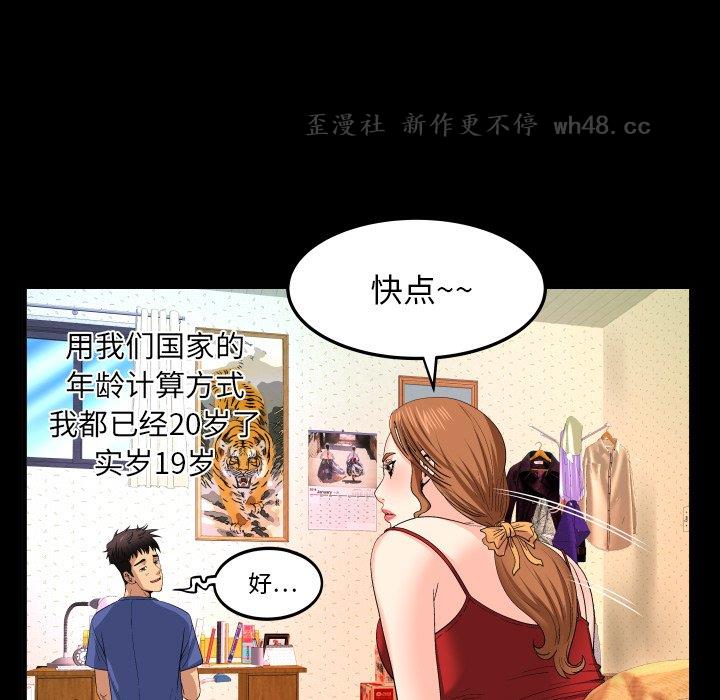 歪漫社 新作更不停 wh48.cc
快点~~
用我们国家的
年龄计算方式
我都已经20岁了
实岁19岁
January
好...